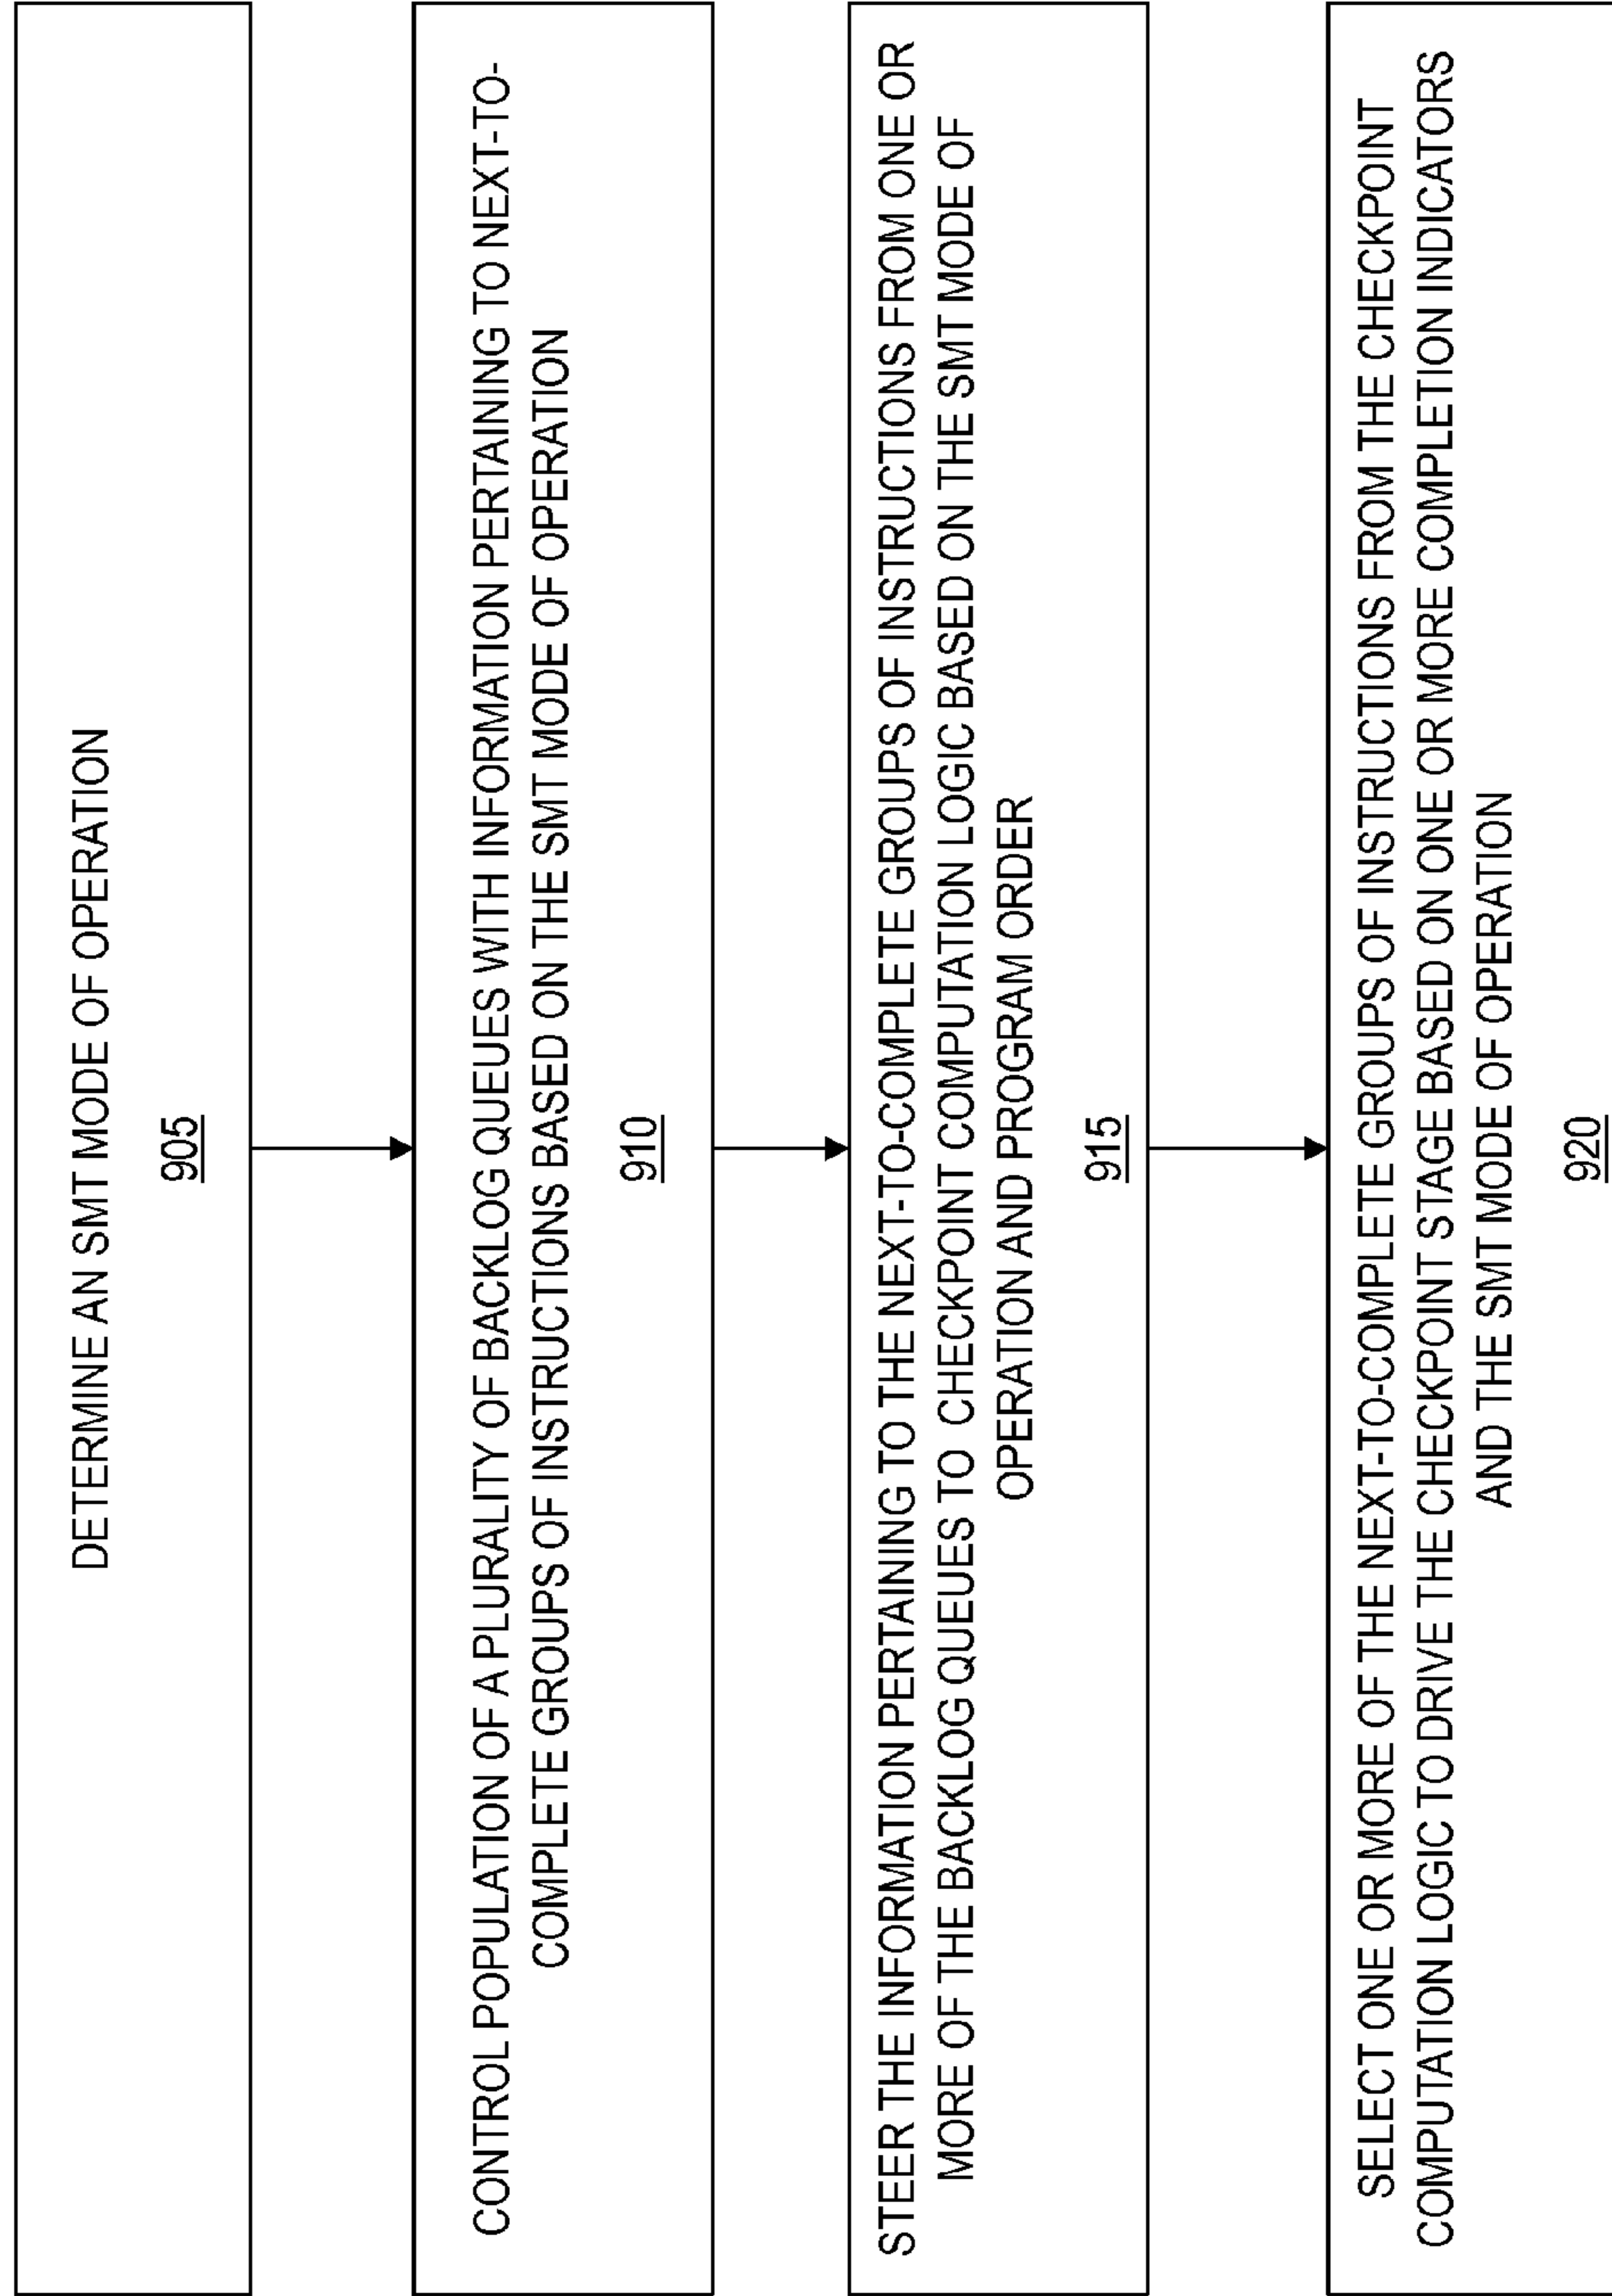 DETERMINE AN SMT MODE OF OPERATION
905
CONTROL POPULATION OF A PLURALITY OF BACKLOG QUEUES WITH INFORMATION PERTAINING TO NEXT-TO-
COMPLETE GROUPS OF INSTRUCTIONS BASED ON THE SMT MODE OF OPERATION
910
STEER THE INFORMATION PERTAINING TO THE NEXT-TO-COMPLETE GROUPS OF INSTRUCTIONS FROM ONE OR
MORE OF THE BACKLOG QUEUES TO CHECKPOINT COMPUTATION LOGIC BASED ON THE SMT MODE OF
OPERATION AND PROGRAM ORDER
915
SELECT ONE OR MORE OF THE NEXT-TO-COMPLETE GROUPS OF INSTRUCTIONS FROM THE CHECKPOINT
COMPUTATION LOGIC TO DRIVE THE CHECKPOINT STAGE BASED ON ONE OR MORE COMPLETION INDICATORS
AND THE SMT MODE OF OPERATION
920